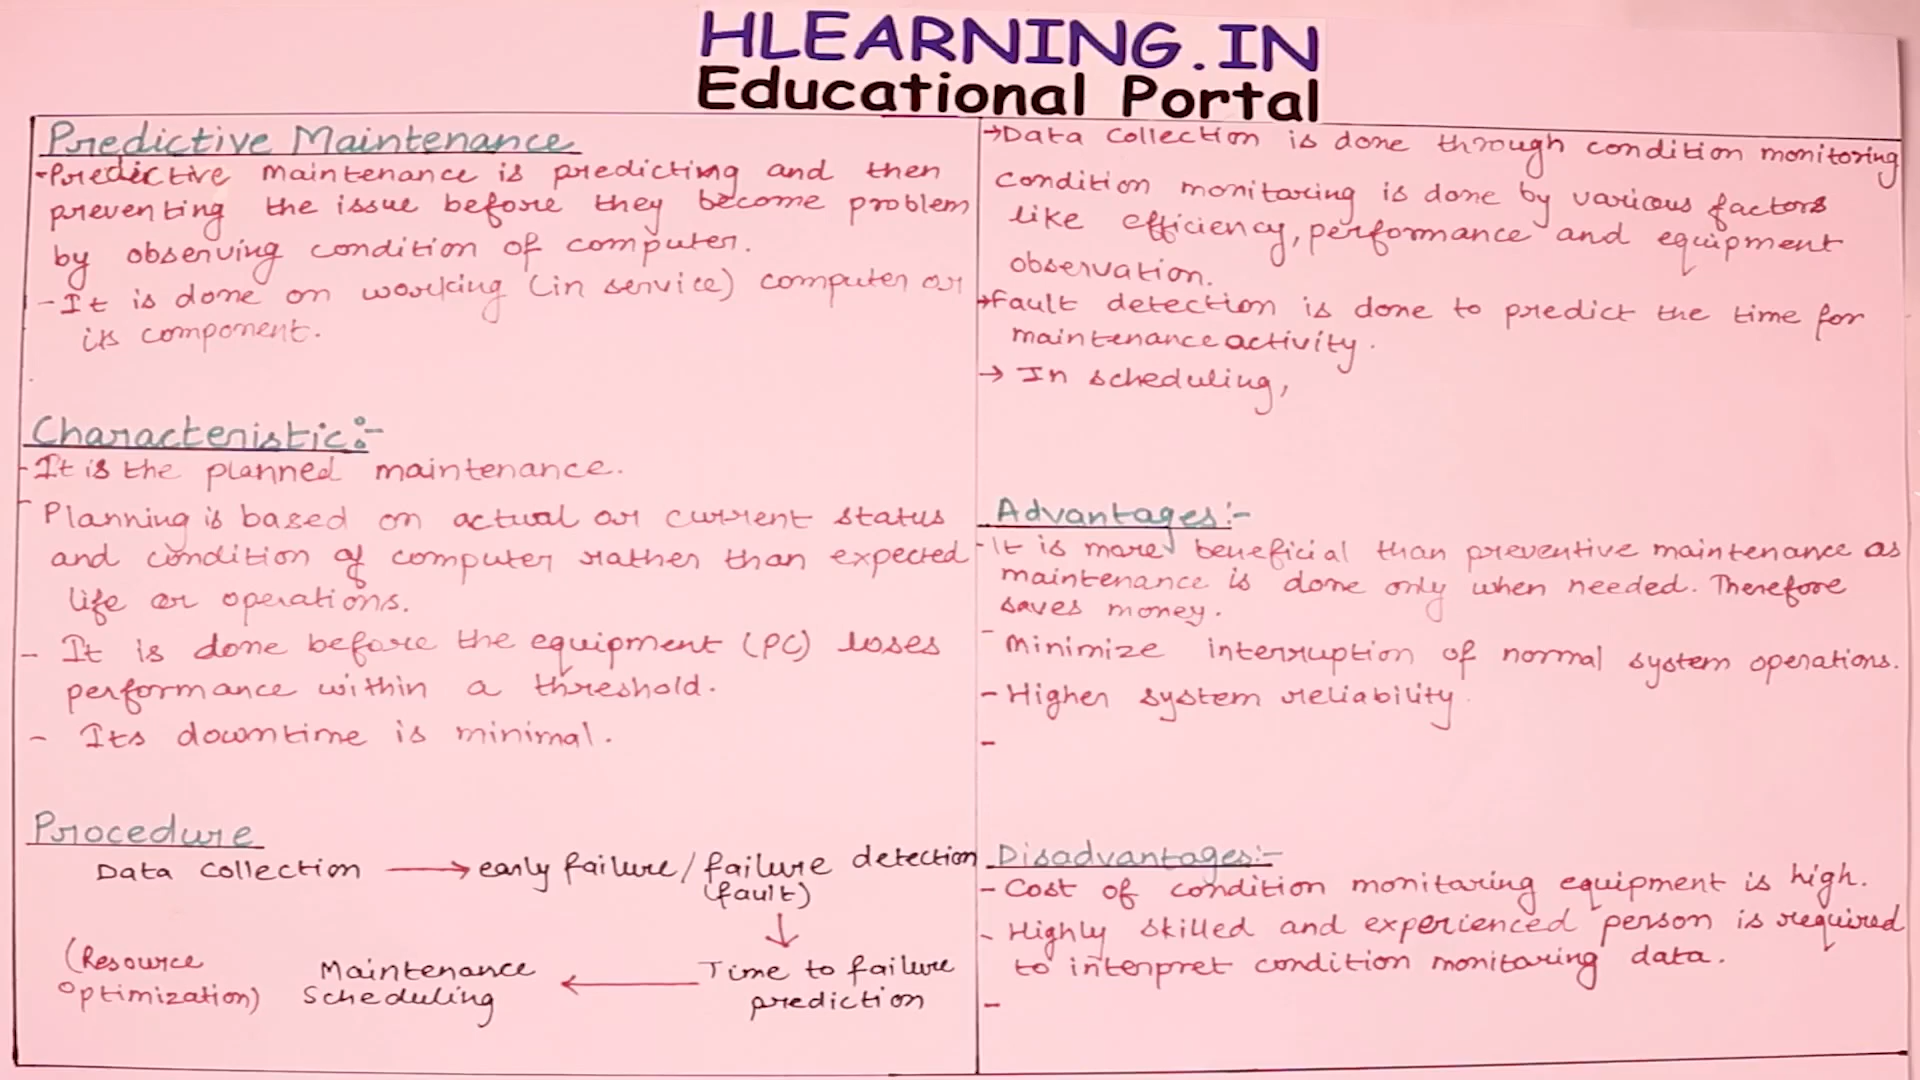 HLEARNING.IN
Educational Portal
Predictive Maintenance
- Predictive maintenance is predicting and then
preventing the issue before they become problem
by observing condition of computer.
- It is done on working (in service) computer or
its component.
Characteristic:-
- It is the planned maintenance.
- Planning is based on actual or current status
and condition of computer rather than expected
life or operations.
- It is done before the equipment (PC) loses
performance within a threshold.
- Its downtime is minimal.
Procedure
Data collection → early failure/failure detection
(fault)
↓
(Resource Maintenance ← Time to failure
Optimization) Scheduling prediction
→ Data collection is done through condition monitoring
condition monitoring is done by various factors
like efficiency, performance and equipment
observation.
→ Fault detection is done to predict the time for
maintenance activity.
→ In scheduling,
Advantages:-
- It is more beneficial than preventive maintenance as
maintenance is done only when needed. Therefore
saves money.
- Minimize interruption of normal system operations.
- Higher system reliability.
-
Disadvantages:-
- Cost of condition monitoring equipment is high.
- Highly skilled and experienced person is required
to interpret condition monitoring data.
-